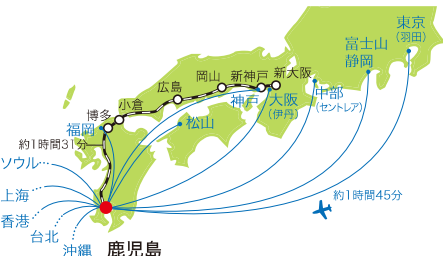 東京
(羽田)
富士山
静岡
新大阪
新神戸
岡山
広島
中部
(セントレア)
神戸
大阪
(伊丹)
小倉
博多
松山
福岡
約1時間31分
ソウル
上海
約1時間45分
香港
台北
沖縄
鹿児島